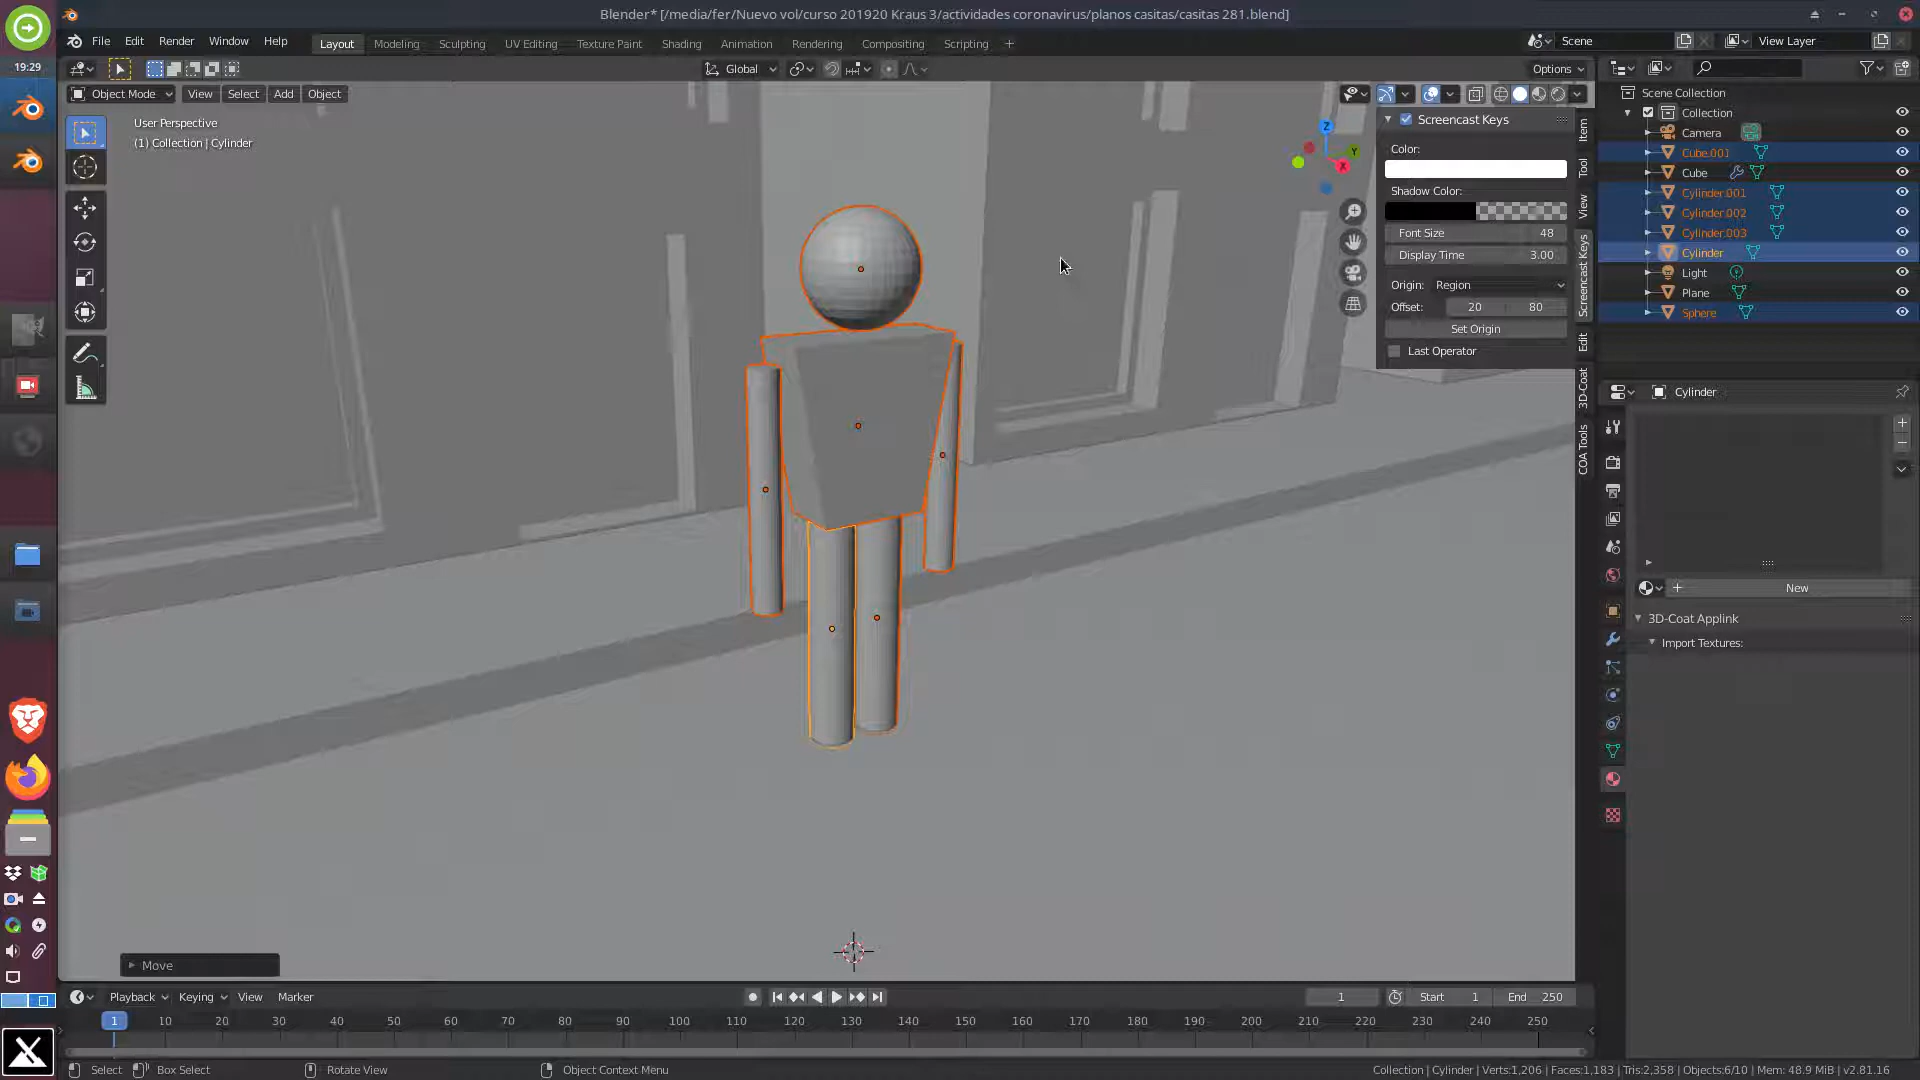 Blender* [/media/fer/Nuevo vol/curso 201920 Kraus 3/actividades coronavirus/planos casitas/casitas 281.blend]
File Edit Render Window Help
Layout Modeling Sculpting UV Editing Texture Paint Shading Animation Rendering Compositing Scripting +
Scene
View Layer
19:29
Global
Options
Object Mode View Select Add Object
User Perspective
(1) Collection | Cylinder
Z
Y
X
Screencast Keys
Color:
Shadow Color:
Font Size 48
Display Time 3.00
Origin: Region
Offset: 20 80
Set Origin
Last Operator
Item
Tool
View
Screencast Keys
Edit
3D-Coat
COA Tools
Scene Collection
Collection
Camera
Cube.001
Cube
Cylinder.001
Cylinder.002
Cylinder.003
Cylinder
Light
Plane
Sphere
Cylinder
New
3D-Coat Applink
Import Textures:
Move
Playback Keying View Marker
1
Start 1
End 250
1 10 20 30 40 50 60 70 80 90 100 110 120 130 140 150 160 170 180 190 200 210 220 230 240 250
Select Box Select Rotate View Object Context Menu
Collection | Cylinder | Verts:1,206 | Faces:1,183 | Tris:2,358 | Objects:6/10 | Mem: 48.9 MiB | v2.81.16